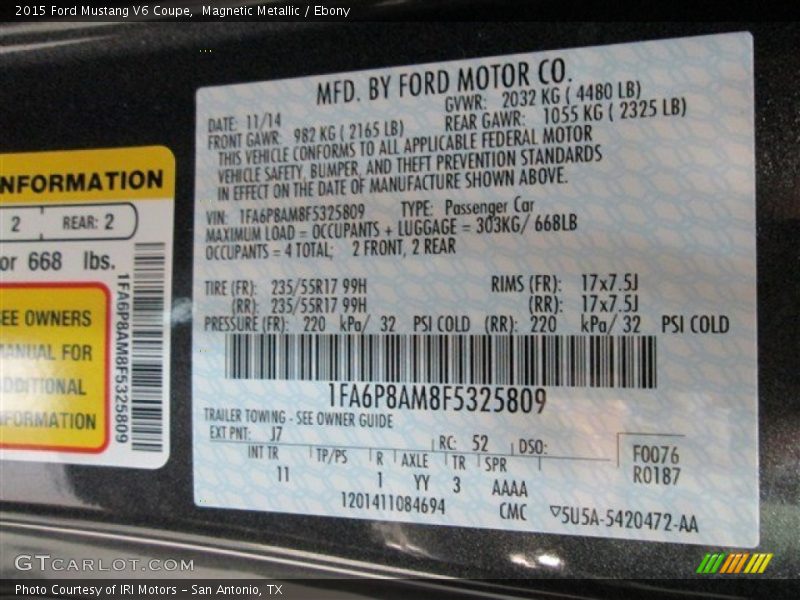 2015 Ford Mustang V6 Coupe, Magnetic Metallic / Ebony
MFD. BY FORD MOTOR CO.
DATE: 11/14 GVWR: 2032 KG ( 4480 LB)
FRONT GAWR: 982 KG ( 2165 LB) REAR GAWR: 1055 KG ( 2325 LB)
THIS VEHICLE CONFORMS TO ALL APPLICABLE FEDERAL MOTOR
VEHICLE SAFETY, BUMPER, AND THEFT PREVENTION STANDARDS
IN EFFECT ON THE DATE OF MANUFACTURE SHOWN ABOVE.
VIN: 1FA6P8AM8F5325809 TYPE: Passenger Car
MAXIMUM LOAD = OCCUPANTS + LUGGAGE = 303KG/ 668LB
OCCUPANTS = 4 TOTAL; 2 FRONT, 2 REAR
TIRE (FR): 235/55R17 99H RIMS (FR): 17x7.5J
(RR): 235/55R17 99H (RR): 17x7.5J
PRESSURE (FR): 220 kPa/ 32 PSI COLD (RR): 220 kPa/ 32 PSI COLD
1FA6P8AM8F5325809
TRAILER TOWING - SEE OWNER GUIDE
EXT PNT: J7 RC: 52 DSO:
F0076
R0187
INT TR TP/PS R AXLE TR SPR
11 1 YY 3 AAAA
1201411084694 CMC ▽5U5A-5420472-AA
NFORMATION
2 REAR: 2
or 668 lbs.
SEE OWNERS
MANUAL FOR
ADDITIONAL
NFORMATION
1FA6P8AM8F5325809
GTCARLOT.COM
Photo Courtesy of IRI Motors – San Antonio, TX